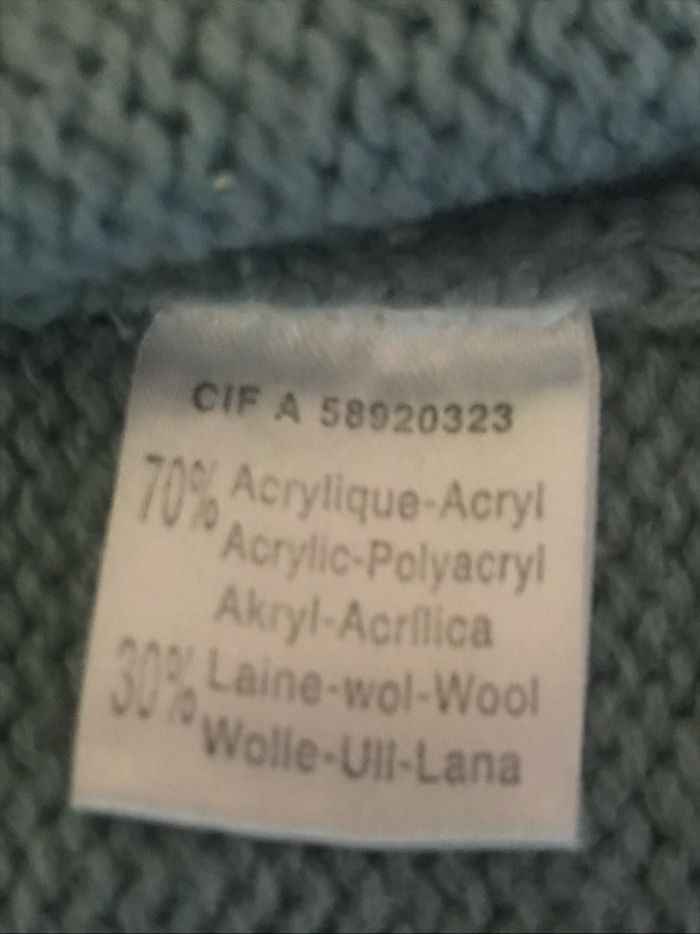 CIF A 58920323
70% Acrylique-Acryl
Acrylic-Polyacryl
Akryl-Acrílica
30% Laine-wol-Wool
Wolle-Ull-Lana